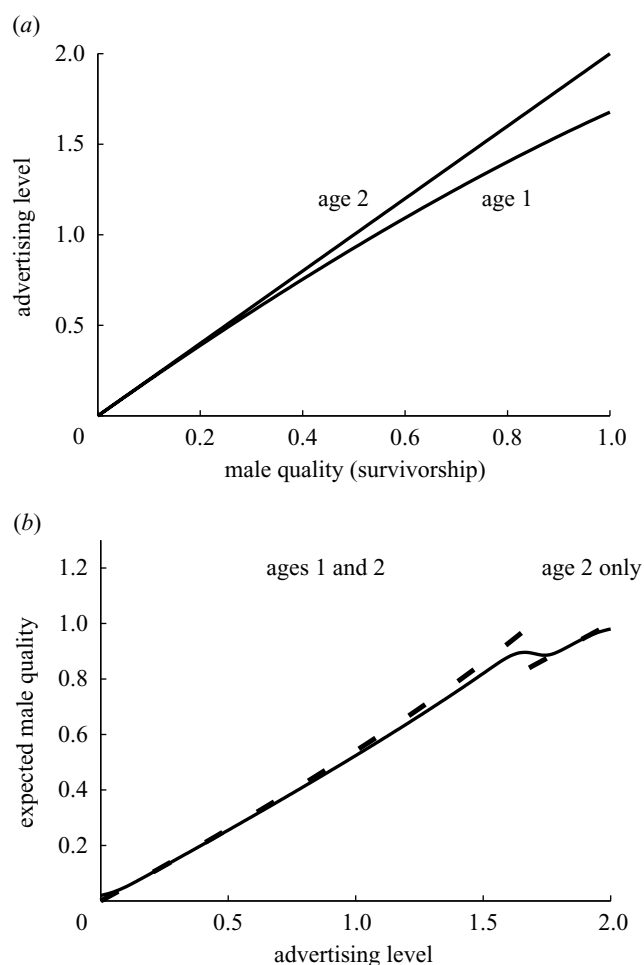 (a)
2.0
1.5
1.0
0.5
0
advertising level
age 2
age 1
0.2 0.4 0.6 0.8 1.0
male quality (survivorship)
(b)
1.2
1.0
0.8
0.6
0.4
0.2
0
expected male quality
ages 1 and 2 age 2 only
0.5 1.0 1.5 2.0
advertising level